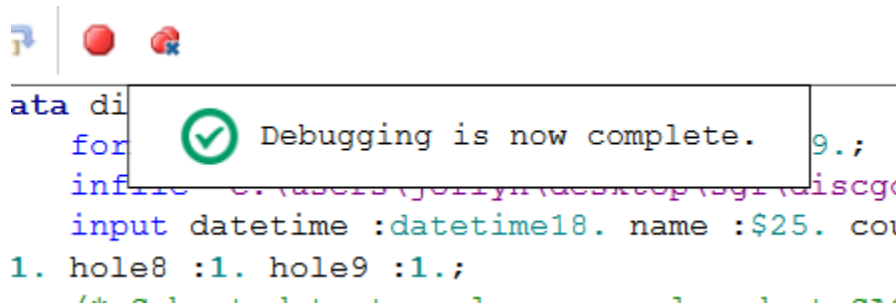 ata di
Debugging is now complete.
for 9.;
input datetime :datetime18. name :$25. cou
1. hole8 :1. hole9 :1.;